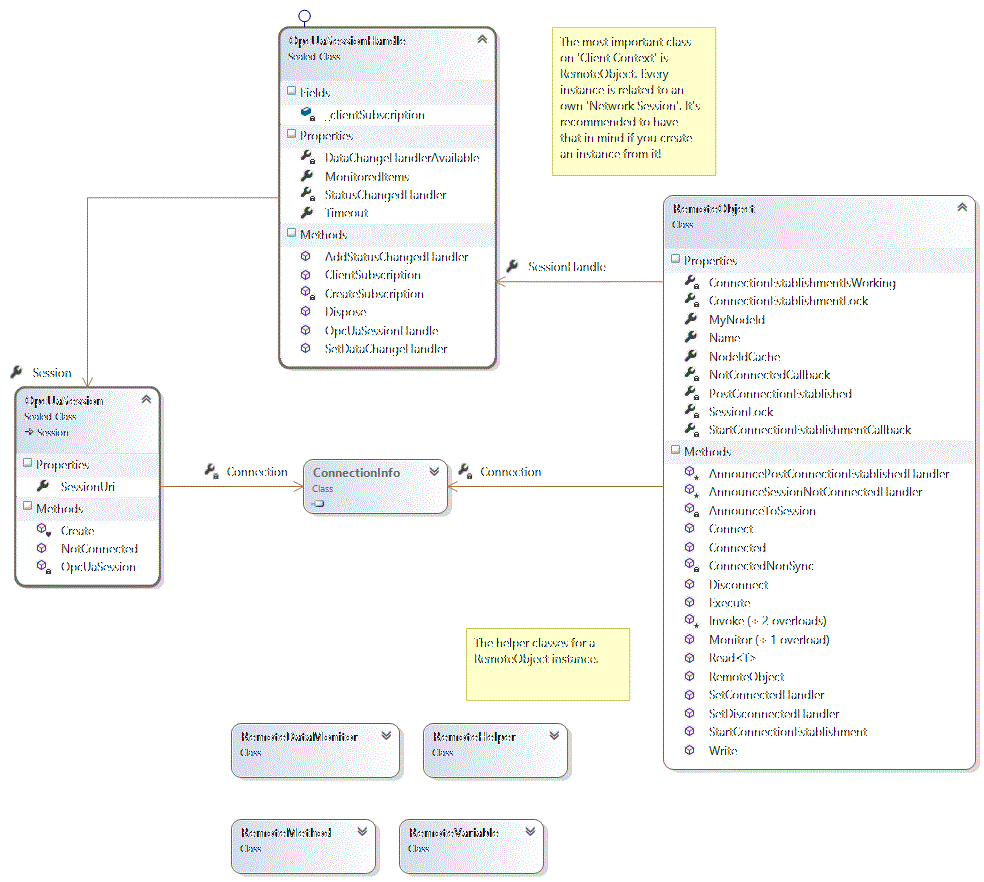 OpcUaSessionHandle
Sealed Class
Fields
_clientSubscription
Properties
DataChangeHandlerAvailable
MonitoredItems
StatusChangedHandler
Timeout
Methods
AddStatusChangedHandler
ClientSubscription
CreateSubscription
Dispose
OpcUaSessionHandle
SetDataChangeHandler
The most important class
on 'Client Context' is
RemoteObject. Every
instance is related to an
own 'Network Session'. It's
recommended to have
that in mind if you create
an instance from it!
RemoteObject
Class
Properties
ConnectionEstablishmentIsWorking
ConnectionEstablishmentLock
MyNodeId
Name
NodeIdCache
NotConnectedCallback
PostConnectionEstablished
SessionLock
StartConnectionEstablishmentCallback
Methods
AnnouncePostConnectionEstablishedHandler
AnnounceSessionNotConnectedHandler
AnnounceToSession
Connect
Connected
ConnectedNonSync
Disconnect
Execute
Invoke (+ 2 overloads)
Monitor (+ 1 overload)
Read<T>
RemoteObject
SetConnectedHandler
SetDisconnectedHandler
StartConnectionEstablishment
Write
SessionHandle
Session
OpcUaSession
Sealed Class
Session
Properties
SessionUri
Methods
Create
NotConnected
OpcUaSession
Connection
ConnectionInfo
Class
Connection
The helper classes for a
RemoteObject instance.
RemoteDataMonitor
Class
RemoteHelper
Class
RemoteMethod
Class
RemoteVariable
Class